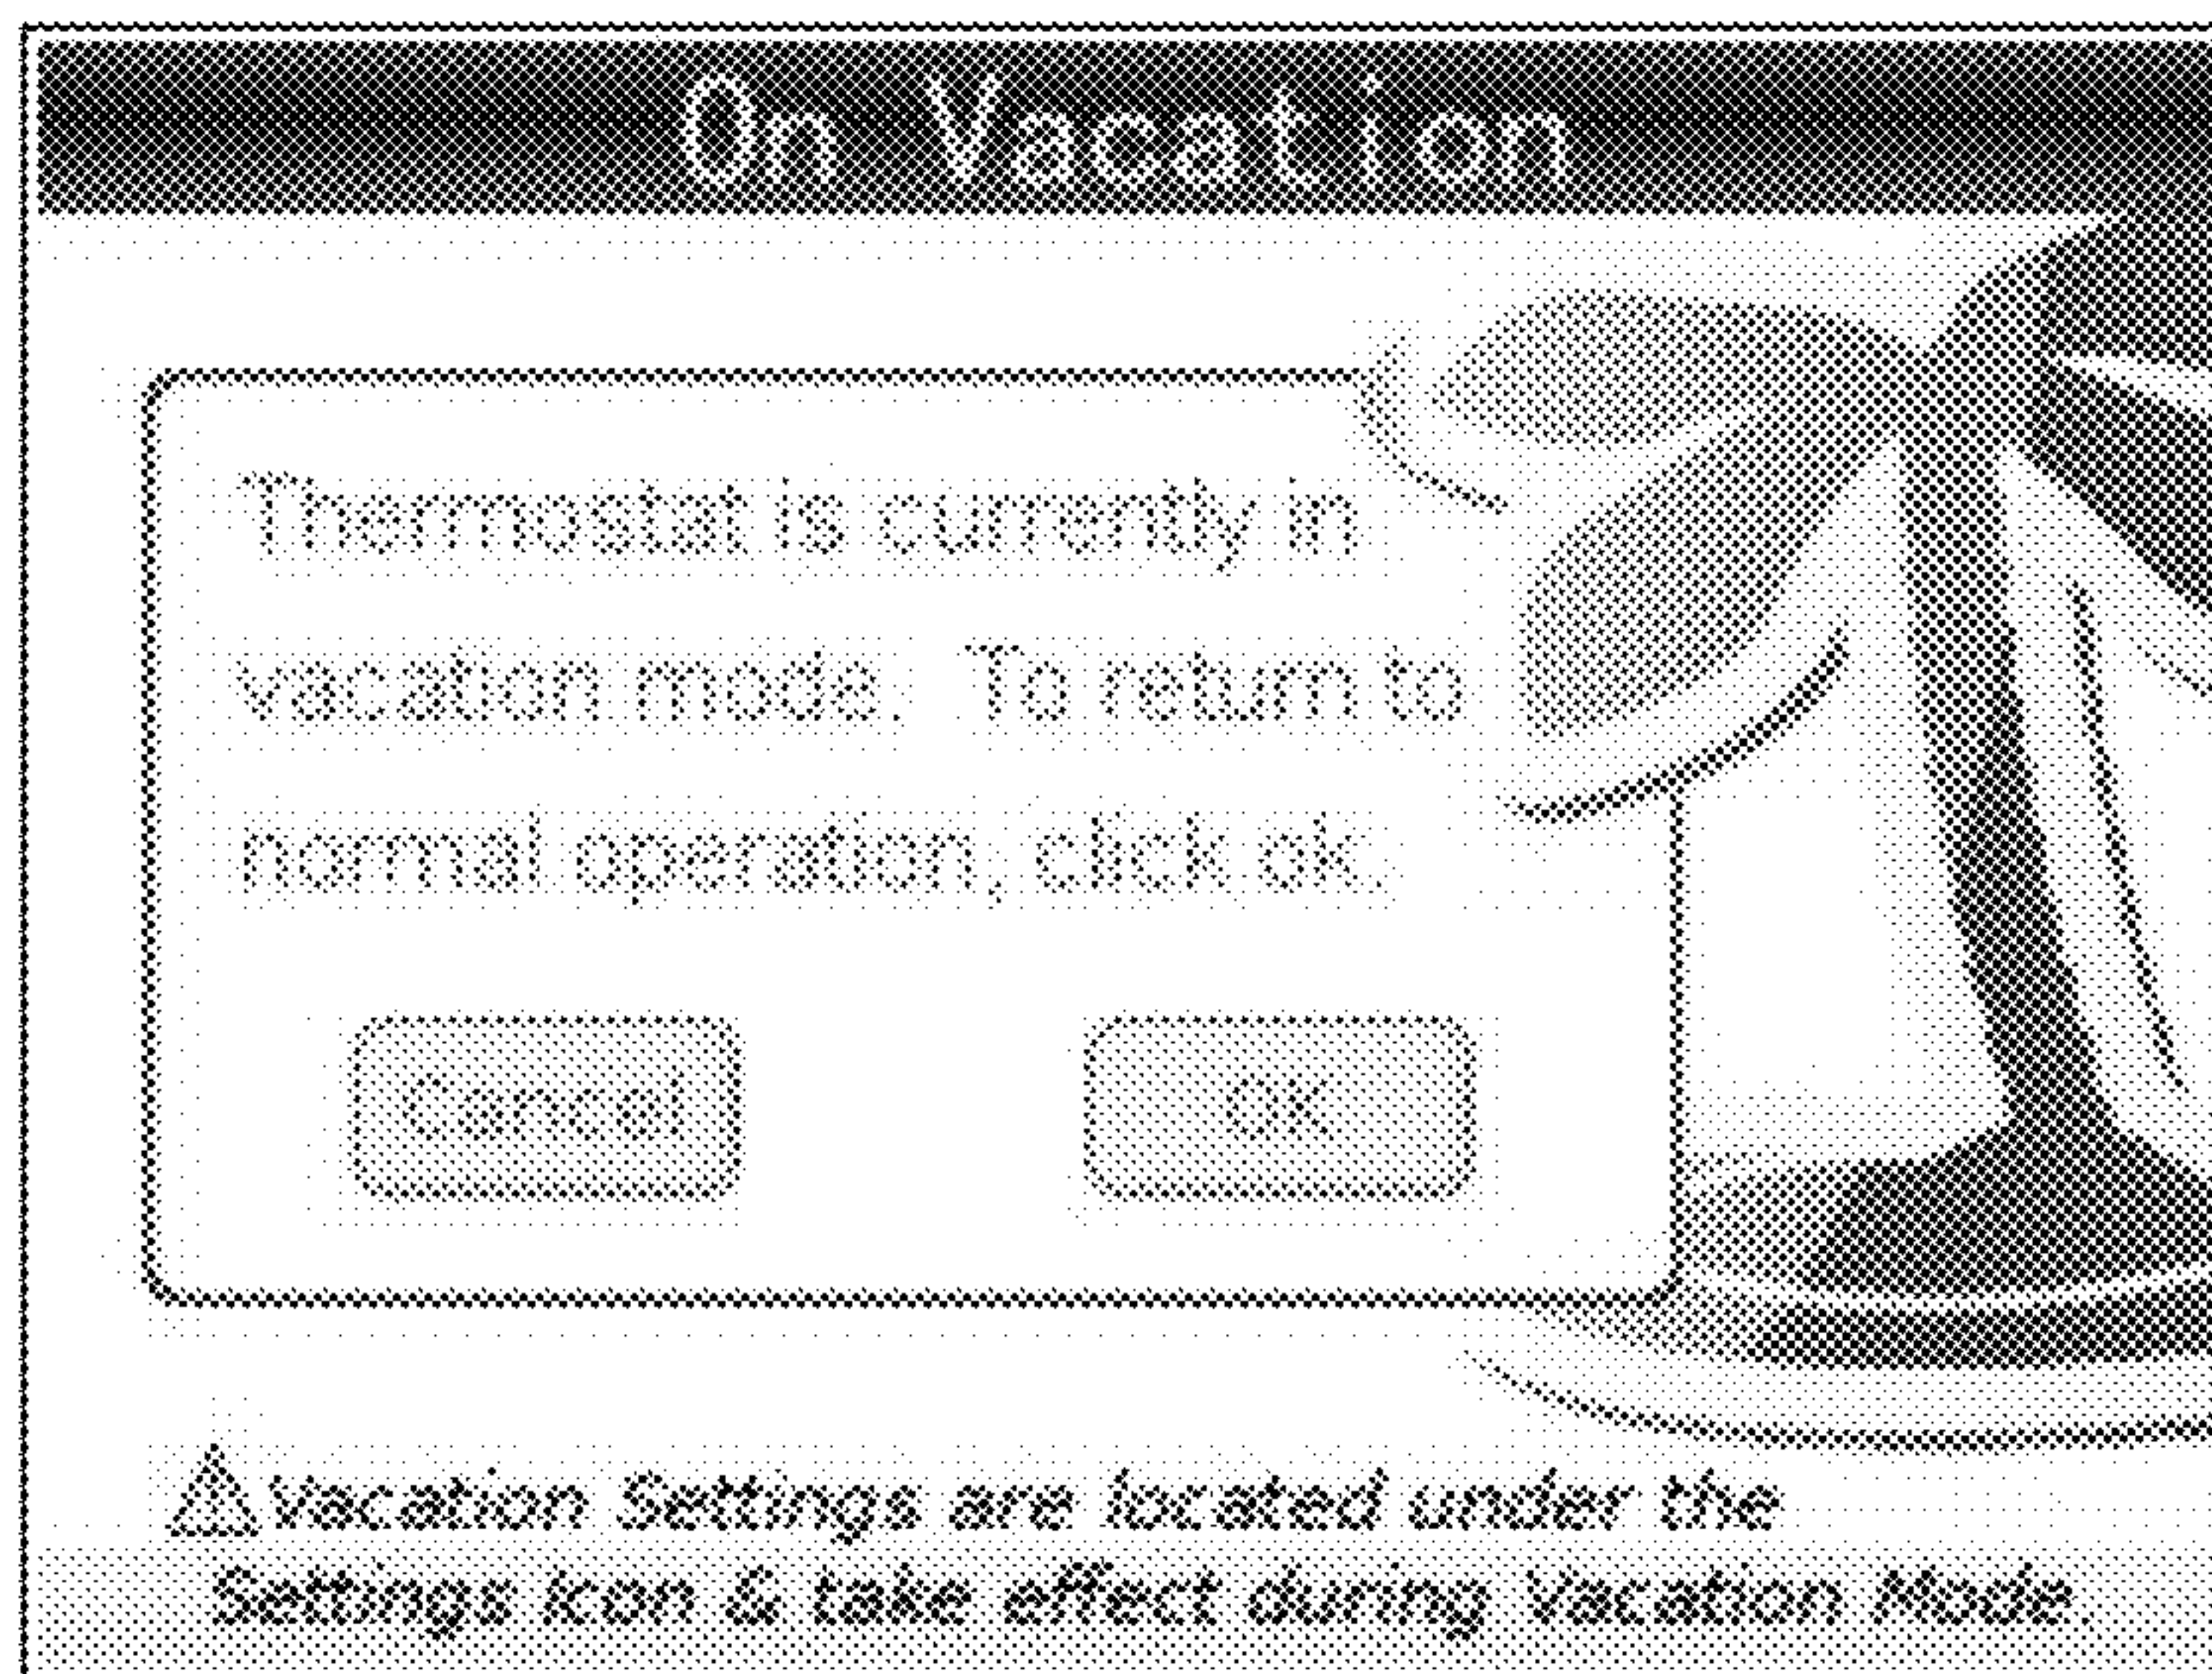 On Vacation
Thermostat is currently in
vacation mode. To return to
normal operation, click ok.
Cancel OK
Vacation Settings are located under the
Settings Icon & take effect during Vacation Mode.